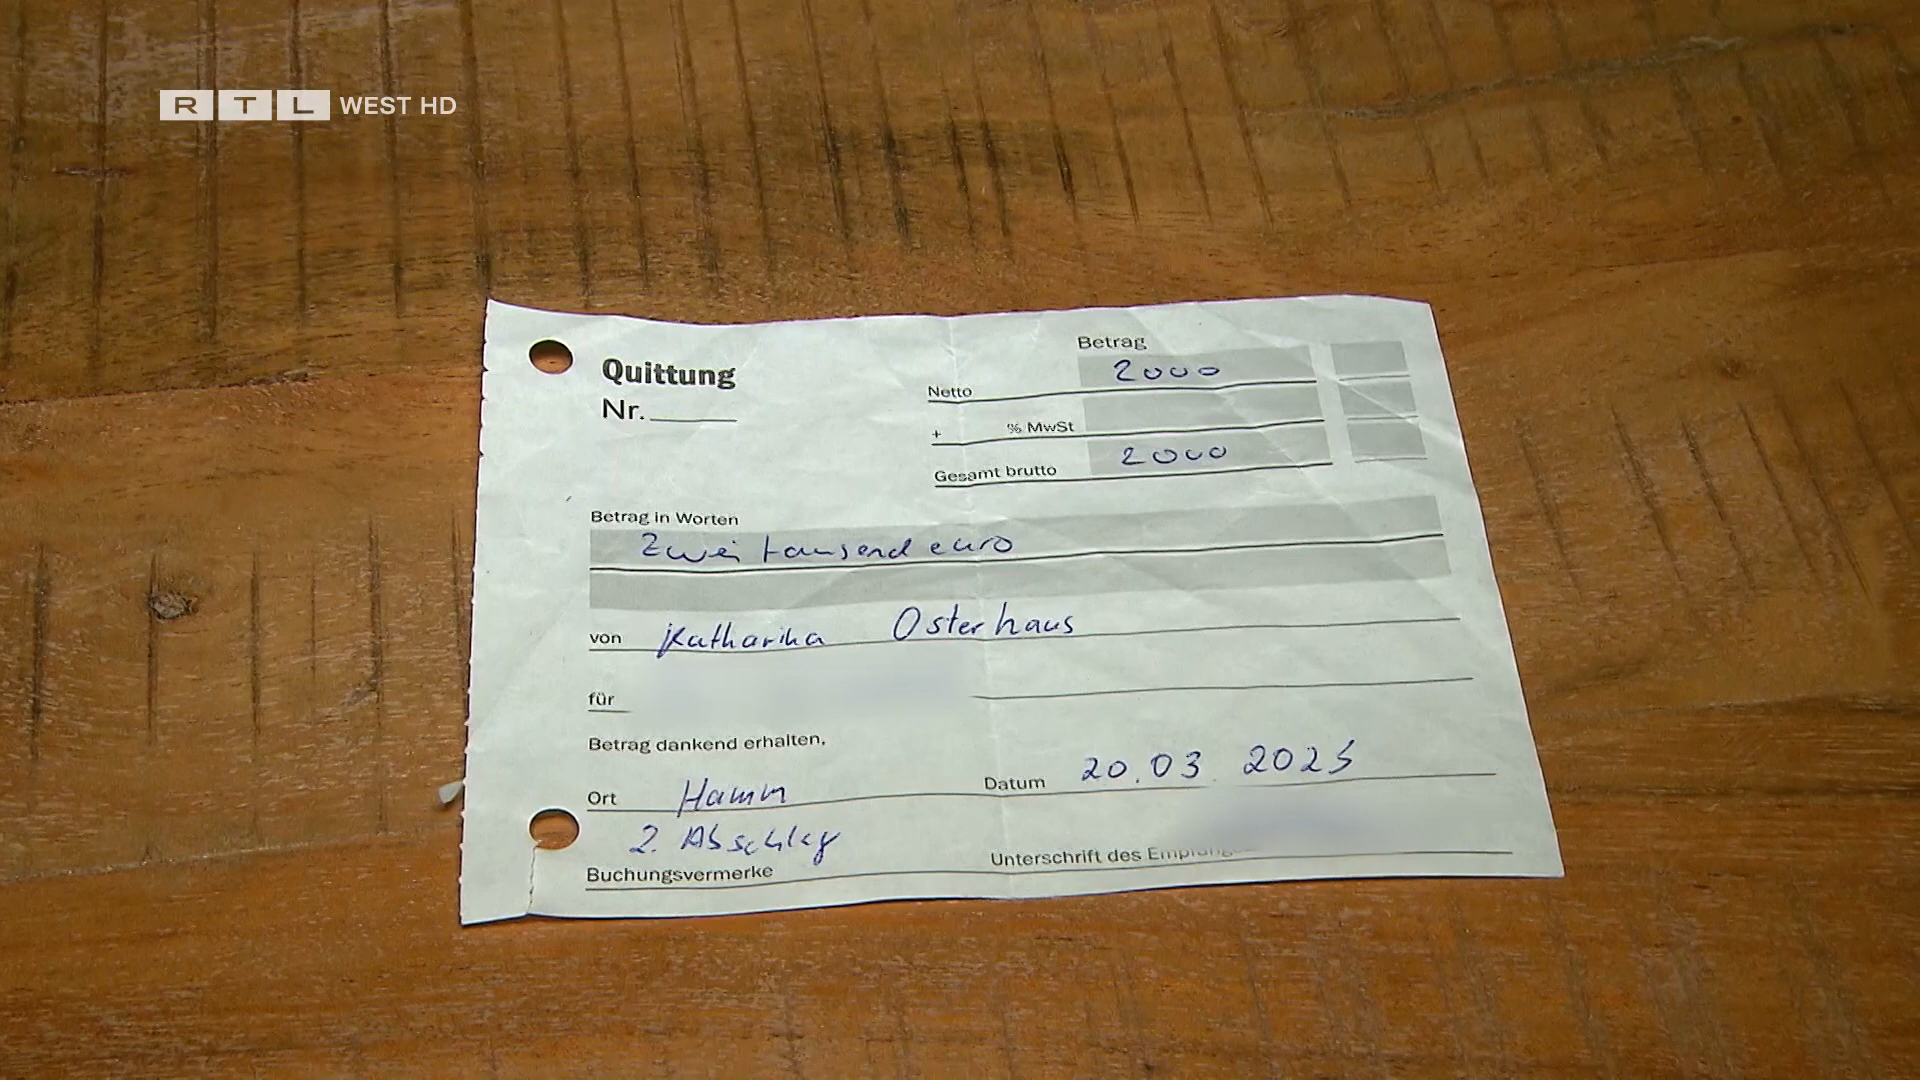 RTL WEST HD
Quittung
Nr.
Betrag
Netto 2000
+ % MwSt
Gesamt brutto 2000
Betrag in Worten
Zwei tausend euro
von Katharina Osterhaus
für
Betrag dankend erhalten,
Ort Hamm Datum 20.03 2025
2. Abschlag
Buchungsvermerke Unterschrift des